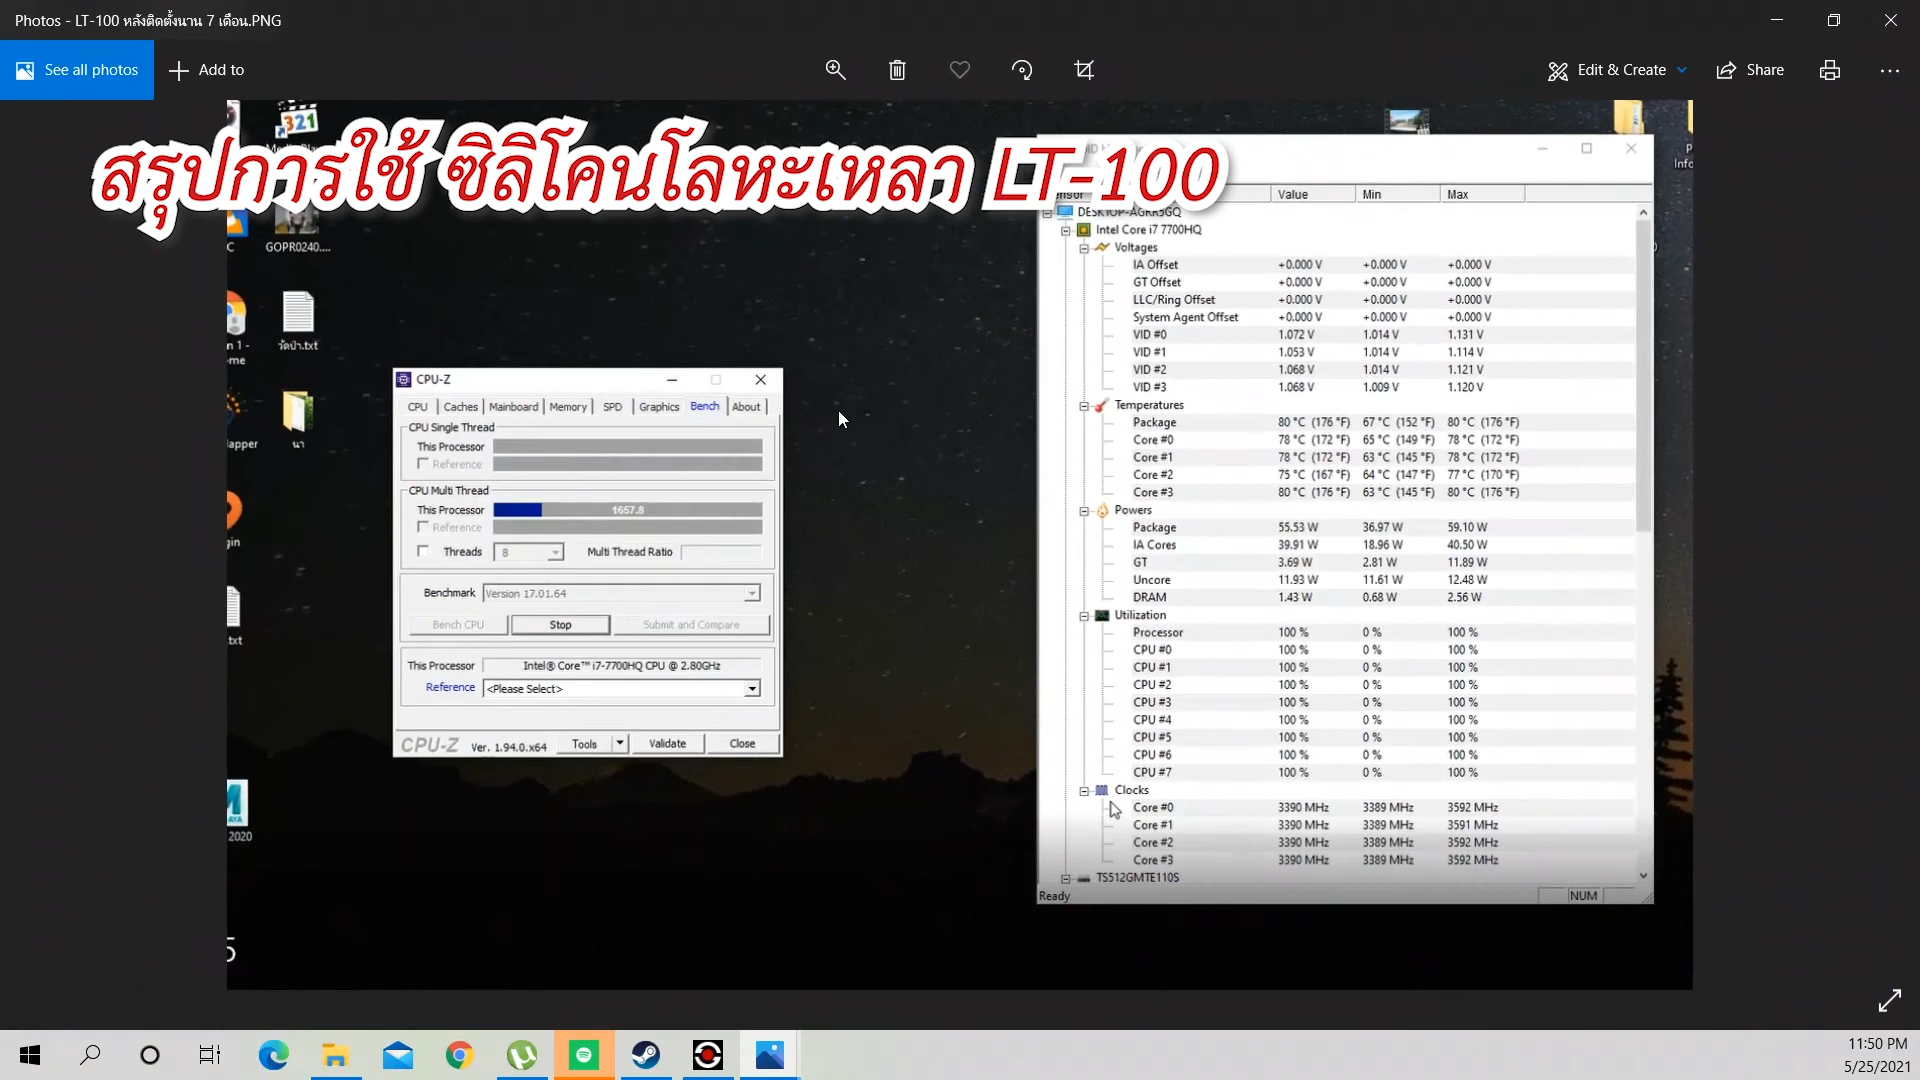 Photos - LT-100 หลังติดตั้งนาน 7 เดือน.PNG
See all photos
Add to
Edit & Create
Share
สรุปการใช้ ซิลิโคนโลหะเหลว LT-100
321
GOPR0240....
วัดป่า.txt
n 1 -
me
apper
นา
gin
.txt
2020
5
CPU-Z
CPU Caches Mainboard Memory SPD Graphics Bench About
CPU Single Thread
This Processor
Reference
CPU Multi Thread
This Processor 1657.8
Reference
Threads 8 Multi Thread Ratio
Benchmark Version 17.01.64
Bench CPU Stop Submit and Compare
This Processor Intel® Core™ i7-7700HQ CPU @ 2.80GHz
Reference <Please Select>
CPU-Z Ver. 1.94.0.x64 Tools Validate Close
Value Min Max
DESKTOP-AGRR5GQ
Intel Core i7 7700HQ
Voltages
IA Offset +0.000 V +0.000 V +0.000 V
GT Offset +0.000 V +0.000 V +0.000 V
LLC/Ring Offset +0.000 V +0.000 V +0.000 V
System Agent Offset +0.000 V +0.000 V +0.000 V
VID #0 1.072 V 1.014 V 1.131 V
VID #1 1.053 V 1.014 V 1.114 V
VID #2 1.068 V 1.014 V 1.121 V
VID #3 1.068 V 1.009 V 1.120 V
Temperatures
Package 80 °C (176 °F) 67 °C (152 °F) 80 °C (176 °F)
Core #0 78 °C (172 °F) 65 °C (149 °F) 78 °C (172 °F)
Core #1 78 °C (172 °F) 63 °C (145 °F) 78 °C (172 °F)
Core #2 75 °C (167 °F) 64 °C (147 °F) 77 °C (170 °F)
Core #3 80 °C (176 °F) 63 °C (145 °F) 80 °C (176 °F)
Powers
Package 55.53 W 36.97 W 59.10 W
IA Cores 39.91 W 18.96 W 40.50 W
GT 3.69 W 2.81 W 11.89 W
Uncore 11.93 W 11.61 W 12.48 W
DRAM 1.43 W 0.68 W 2.56 W
Utilization
Processor 100 % 0 % 100 %
CPU #0 100 % 0 % 100 %
CPU #1 100 % 0 % 100 %
CPU #2 100 % 0 % 100 %
CPU #3 100 % 0 % 100 %
CPU #4 100 % 0 % 100 %
CPU #5 100 % 0 % 100 %
CPU #6 100 % 0 % 100 %
CPU #7 100 % 0 % 100 %
Clocks
Core #0 3390 MHz 3389 MHz 3592 MHz
Core #1 3390 MHz 3389 MHz 3591 MHz
Core #2 3390 MHz 3389 MHz 3592 MHz
Core #3 3390 MHz 3389 MHz 3592 MHz
TS512GMTE110S
Ready NUM
11:50 PM
5/25/2021